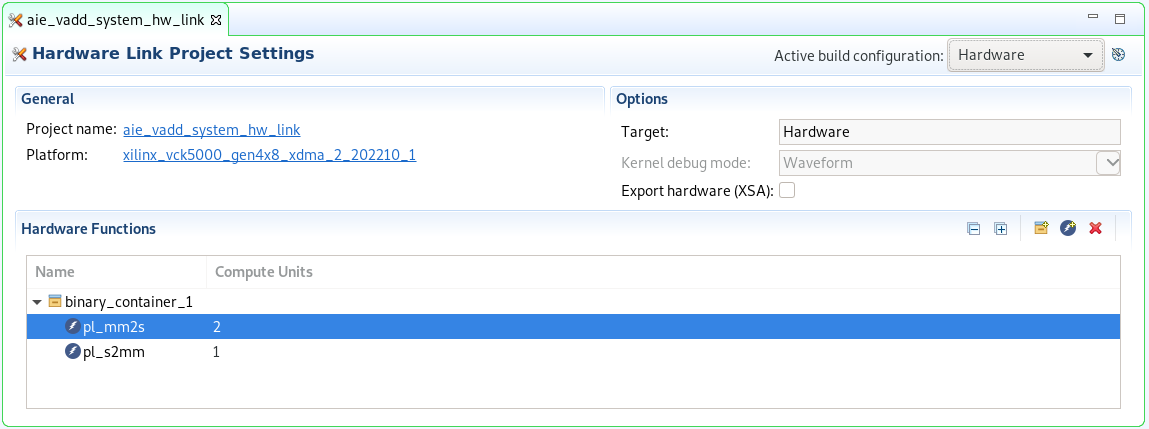 aie_vadd_system_hw_link
Hardware Link Project Settings
Active build configuration: Hardware
General
Project name: aie_vadd_system_hw_link
Platform: xilinx_vck5000_gen4x8_xdma_2_202210_1
Options
Target: Hardware
Kernel debug mode: Waveform
Export hardware (XSA):
Hardware Functions
Name Compute Units
binary_container_1
pl_mm2s 2
pl_s2mm 1